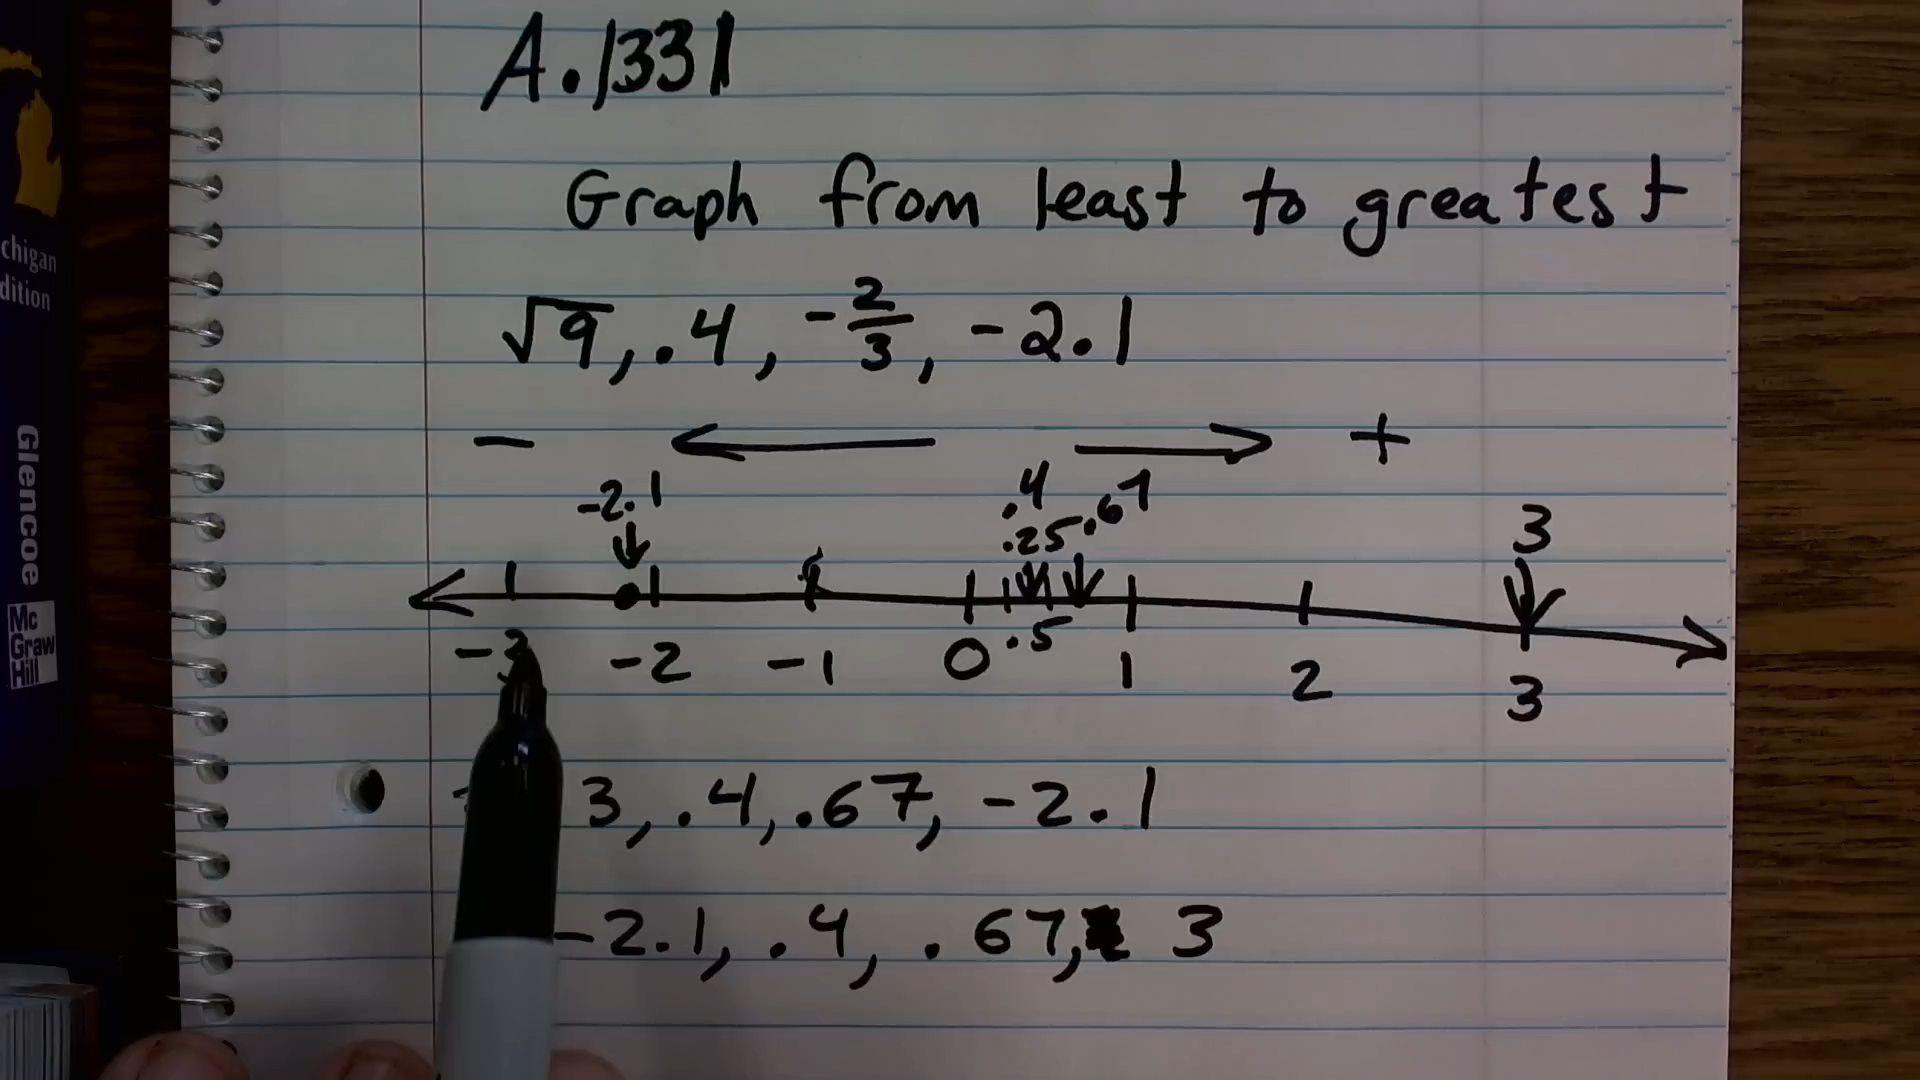 A.1331
Graph from least to greatest
√9, .4, -2/3, -2.1
- +
-2.1 .4 .67
.25 3
.5
-3 -2 -1 0 1 2 3
3, .4, .67, -2.1
-2.1, .4, .67, 3
chigan
dition
Glencoe
Mc
Graw
Hill